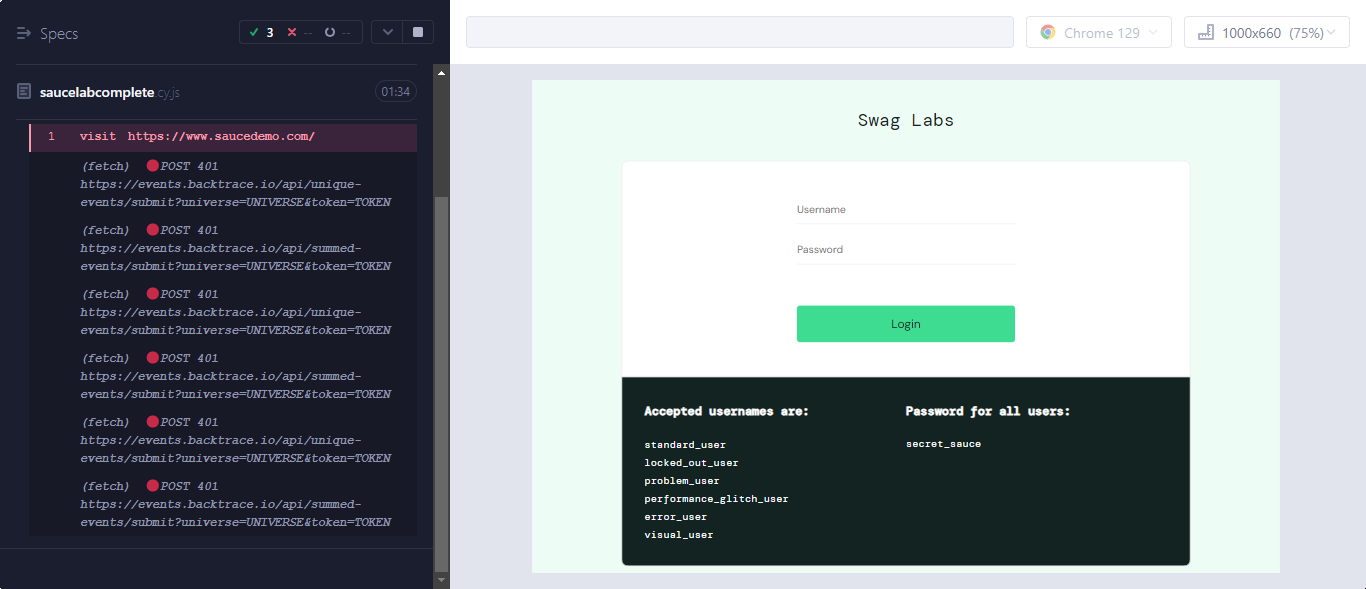 Specs
3 -- --
saucelabcomplete.cy.js 01:34
1 visit https://www.saucedemo.com/
(fetch) POST 401
https://events.backtrace.io/api/unique-
events/submit?universe=UNIVERSE&token=TOKEN
(fetch) POST 401
https://events.backtrace.io/api/summed-
events/submit?universe=UNIVERSE&token=TOKEN
(fetch) POST 401
https://events.backtrace.io/api/unique-
events/submit?universe=UNIVERSE&token=TOKEN
(fetch) POST 401
https://events.backtrace.io/api/summed-
events/submit?universe=UNIVERSE&token=TOKEN
(fetch) POST 401
https://events.backtrace.io/api/unique-
events/submit?universe=UNIVERSE&token=TOKEN
(fetch) POST 401
https://events.backtrace.io/api/summed-
events/submit?universe=UNIVERSE&token=TOKEN
Chrome 129
1000x660 (75%)
Swag Labs
Username
Password
Login
Accepted usernames are:
standard_user
locked_out_user
problem_user
performance_glitch_user
error_user
visual_user
Password for all users:
secret_sauce